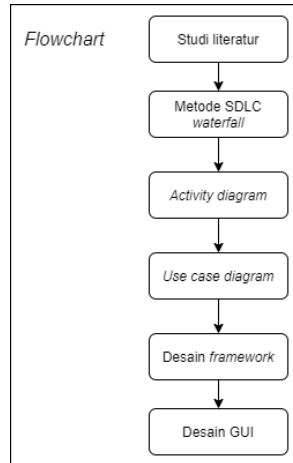 Flowchart
Studi literatur
Metode SDLC
waterfall
Activity diagram
Use case diagram
Desain framework
Desain GUI